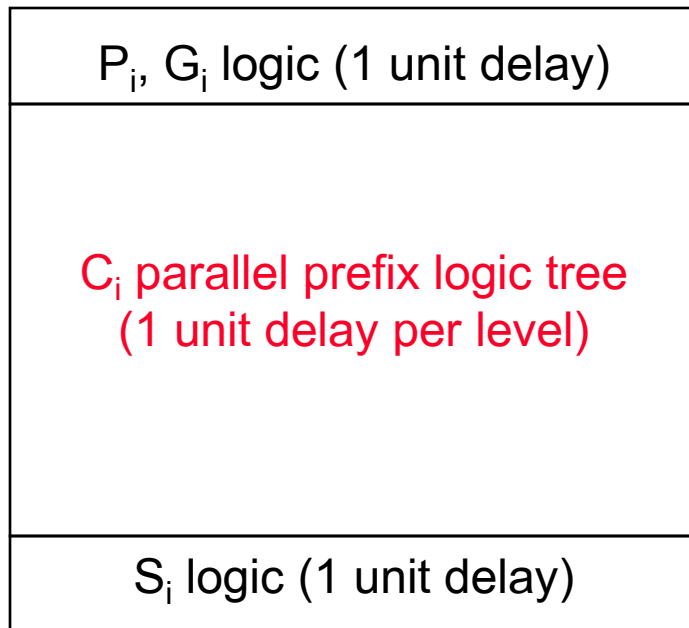 Pᵢ, Gᵢ logic (1 unit delay)
Cᵢ parallel prefix logic tree
(1 unit delay per level)
Sᵢ logic (1 unit delay)